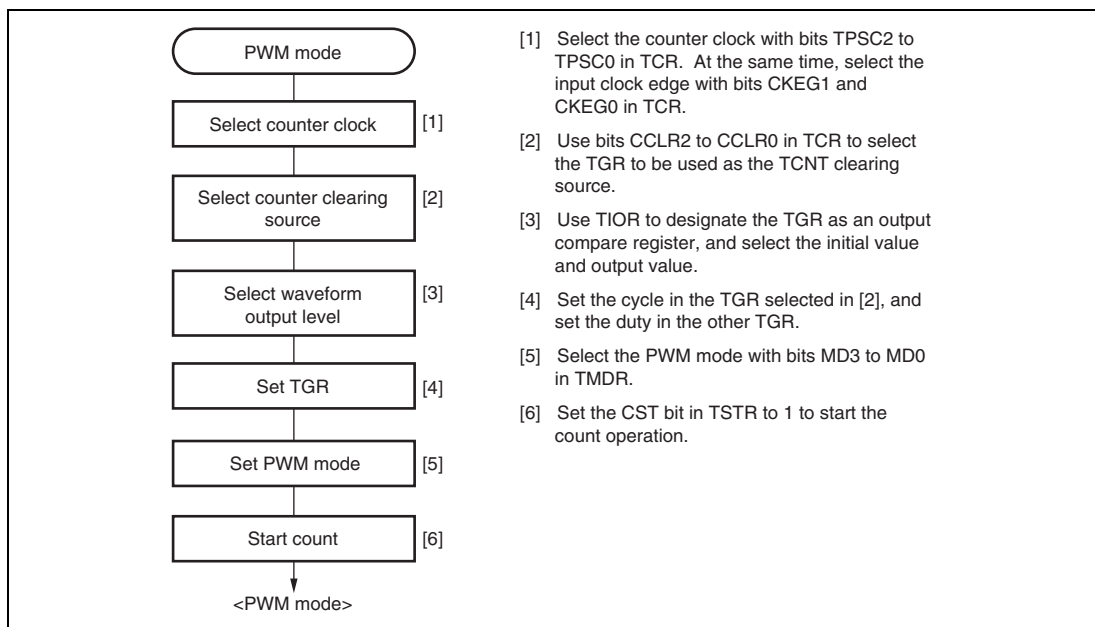 PWM mode
Select counter clock
[1]
Select counter clearing
source
[2]
Select waveform
output level
[3]
Set TGR
[4]
Set PWM mode
[5]
Start count
[6]
<PWM mode>
[1] Select the counter clock with bits TPSC2 to
TPSC0 in TCR. At the same time, select the
input clock edge with bits CKEG1 and
CKEG0 in TCR.
[2] Use bits CCLR2 to CCLR0 in TCR to select
the TGR to be used as the TCNT clearing
source.
[3] Use TIOR to designate the TGR as an output
compare register, and select the initial value
and output value.
[4] Set the cycle in the TGR selected in [2], and
set the duty in the other TGR.
[5] Select the PWM mode with bits MD3 to MD0
in TMDR.
[6] Set the CST bit in TSTR to 1 to start the
count operation.